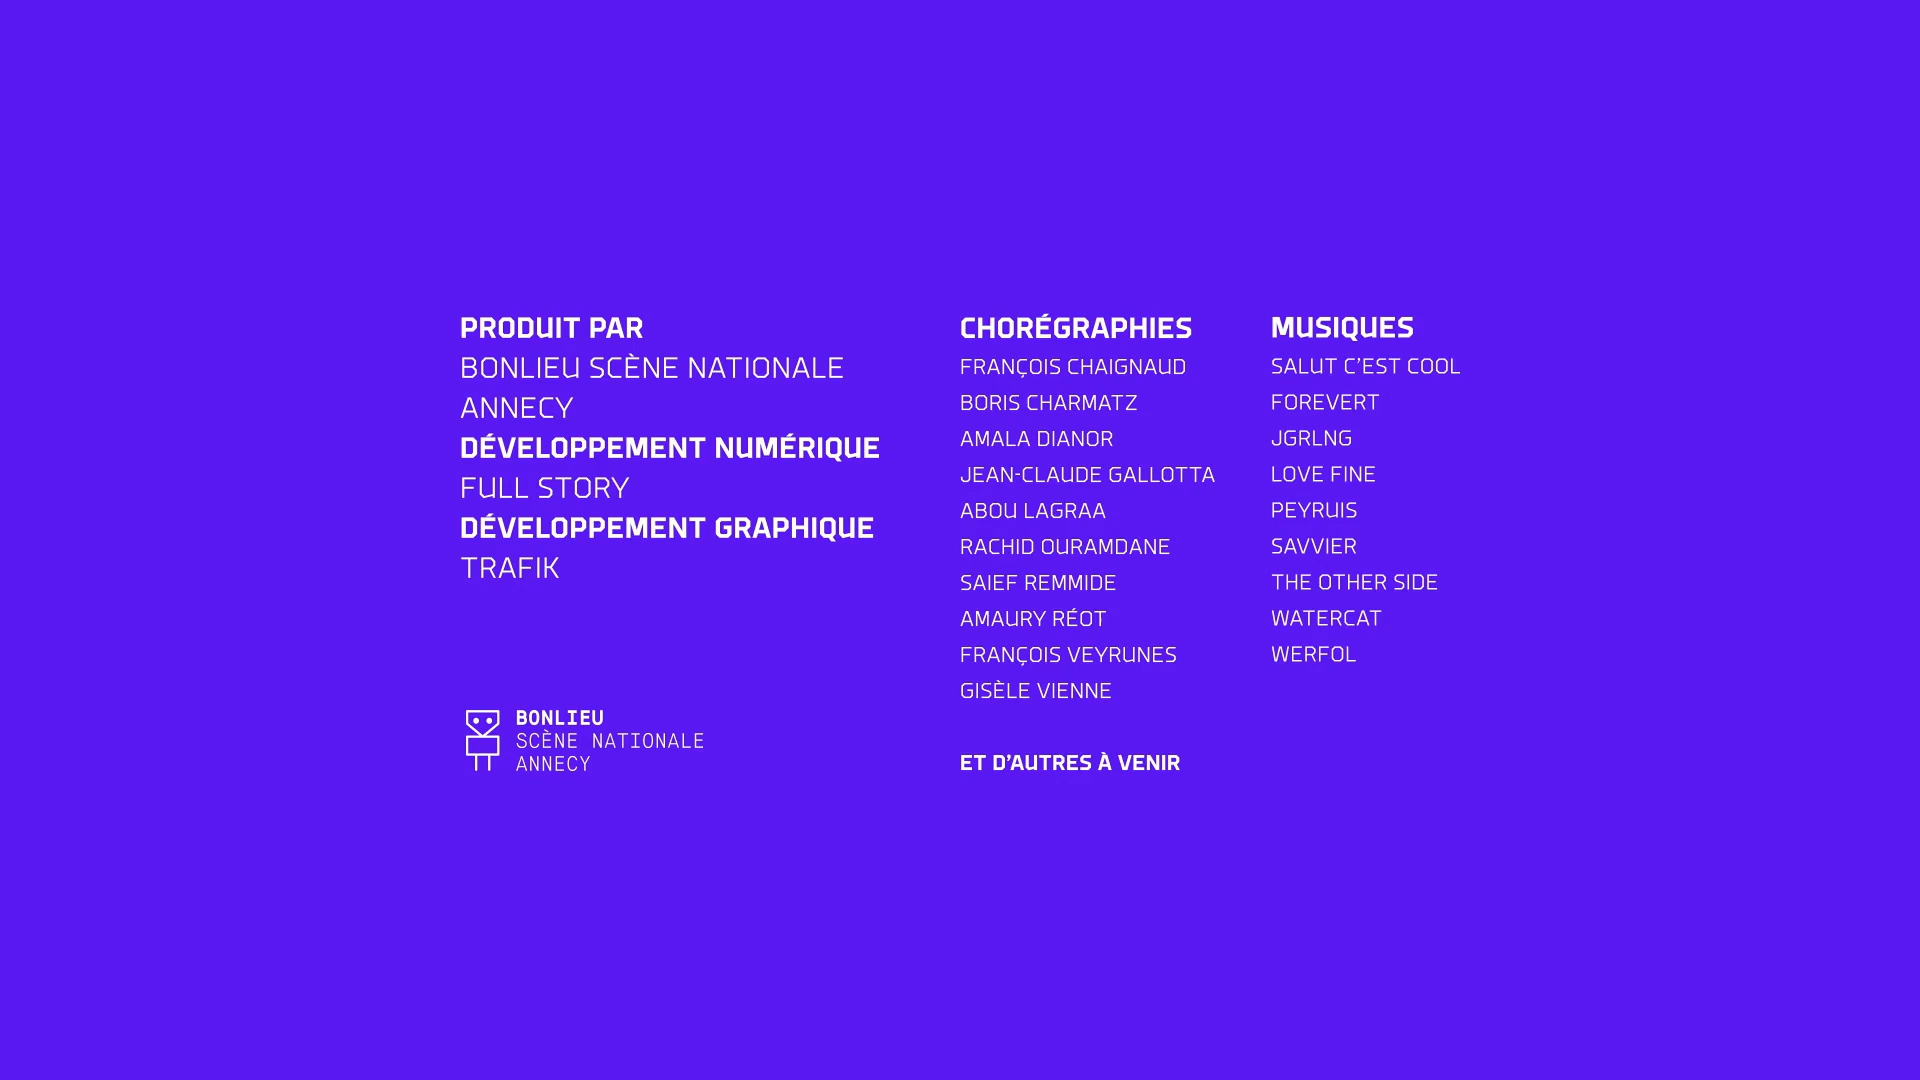 PRODUIT PAR
BONLIEU SCÈNE NATIONALE
ANNECY
DÉVELOPPEMENT NUMÉRIQUE
FULL STORY
DÉVELOPPEMENT GRAPHIQUE
TRAFIK
BONLIEU
SCÈNE NATIONALE
ANNECY
CHORÉGRAPHIES
FRANÇOIS CHAIGNAUD
BORIS CHARMATZ
AMALA DIANOR
JEAN-CLAUDE GALLOTTA
ABOU LAGRAA
RACHID OURAMDANE
SAIEF REMMIDE
AMAURY RÉOT
FRANÇOIS VEYRUNES
GISÈLE VIENNE
ET D’AUTRES À VENIR
MUSIQUES
SALUT C’EST COOL
FOREVERT
JGRLNG
LOVE FINE
PEYRUIS
SAVVIER
THE OTHER SIDE
WATERCAT
WERFOL